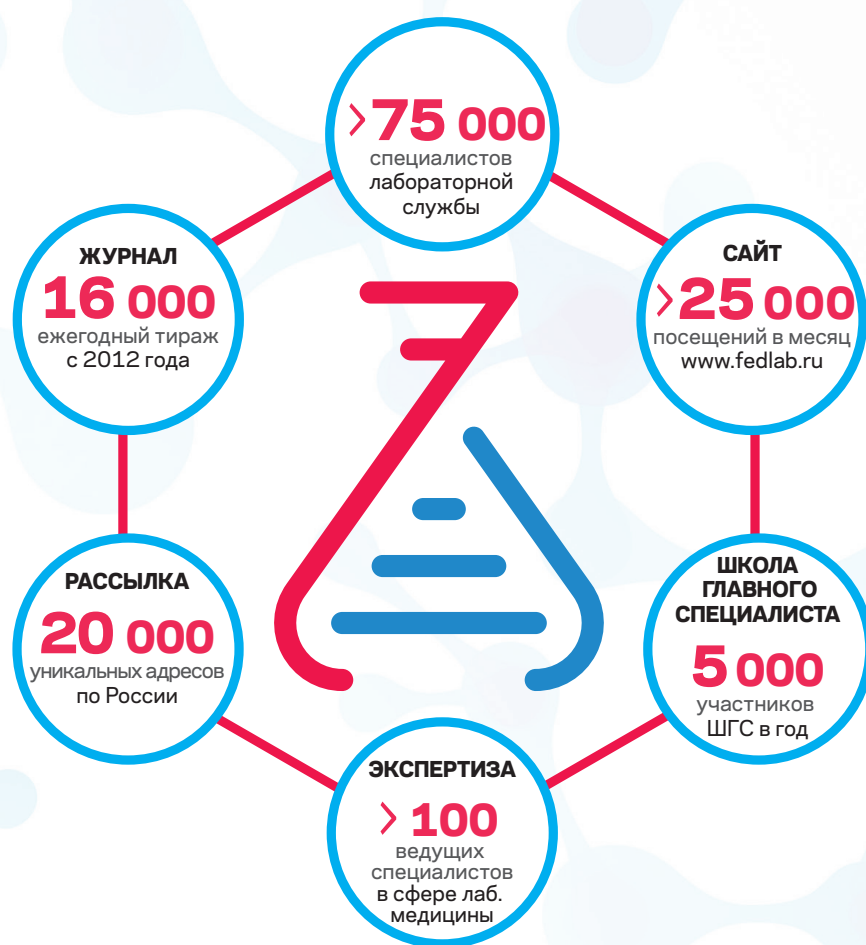 > 75 000
специалистов
лабораторной
службы
ЖУРНАЛ
16 000
ежегодный тираж
с 2012 года
САЙТ
> 25 000
посещений в месяц
www.fedlab.ru
РАССЫЛКА
20 000
уникальных адресов
по России
ШКОЛА
ГЛАВНОГО
СПЕЦИАЛИСТА
5 000
участников
ШГС в год
ЭКСПЕРТИЗА
> 100
ведущих
специалистов
в сфере лаб.
медицины